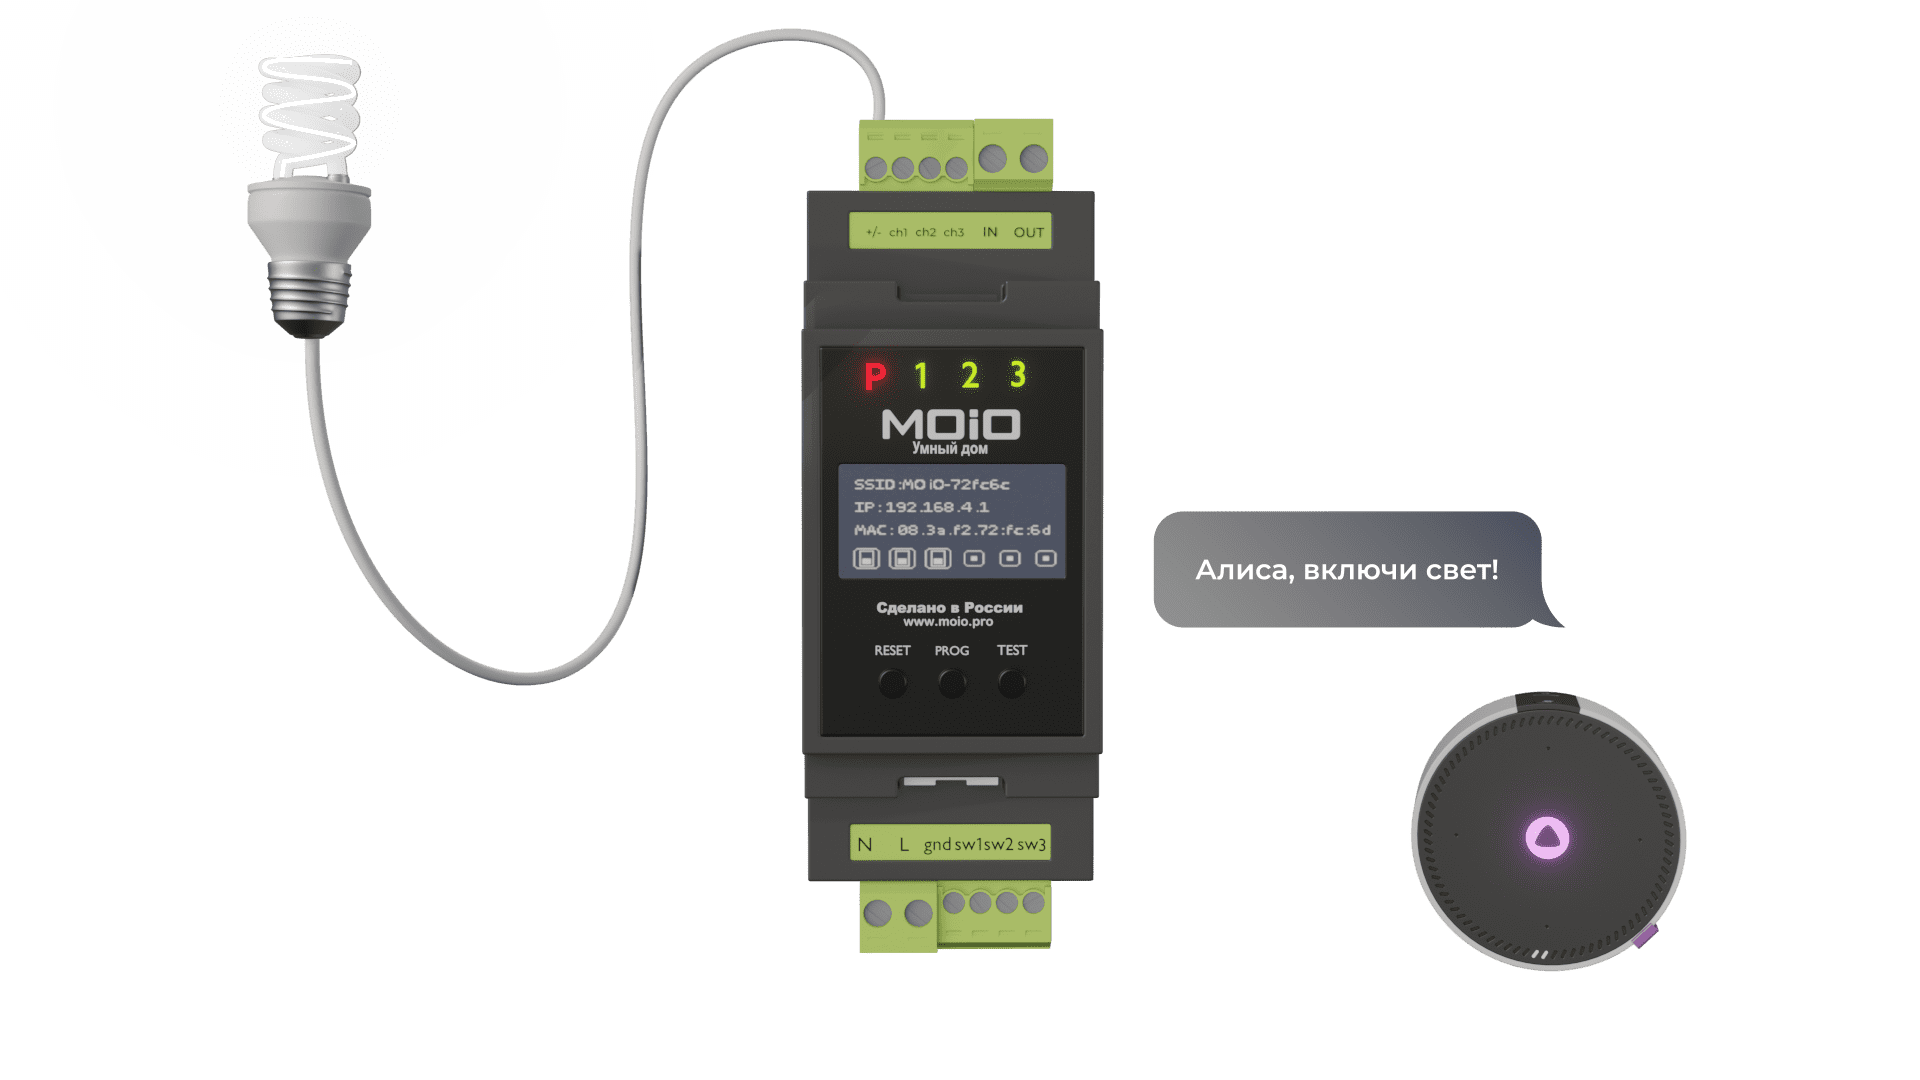 +/- ch1 ch2 ch3 IN OUT
P 1 2 3
MOiO
Умный дом
SSID:MOiO-72fc6c
IP:192.168.4.1
MAC:08.3a.f2.72:fc:6d
Сделано в России
www.moio.pro
RESET PROG TEST
N L gnd sw1 sw2 sw3
Алиса, включи свет!